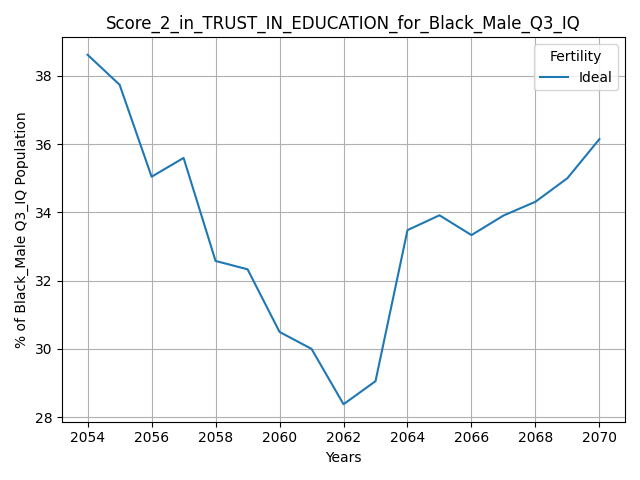 Score_2_in_TRUST_IN_EDUCATION_for_Black_Male_Q3_IQ
Fertility
Ideal
% of Black_Male Q3_IQ Population
38
36
34
32
30
28
2054 2056 2058 2060 2062 2064 2066 2068 2070
Years